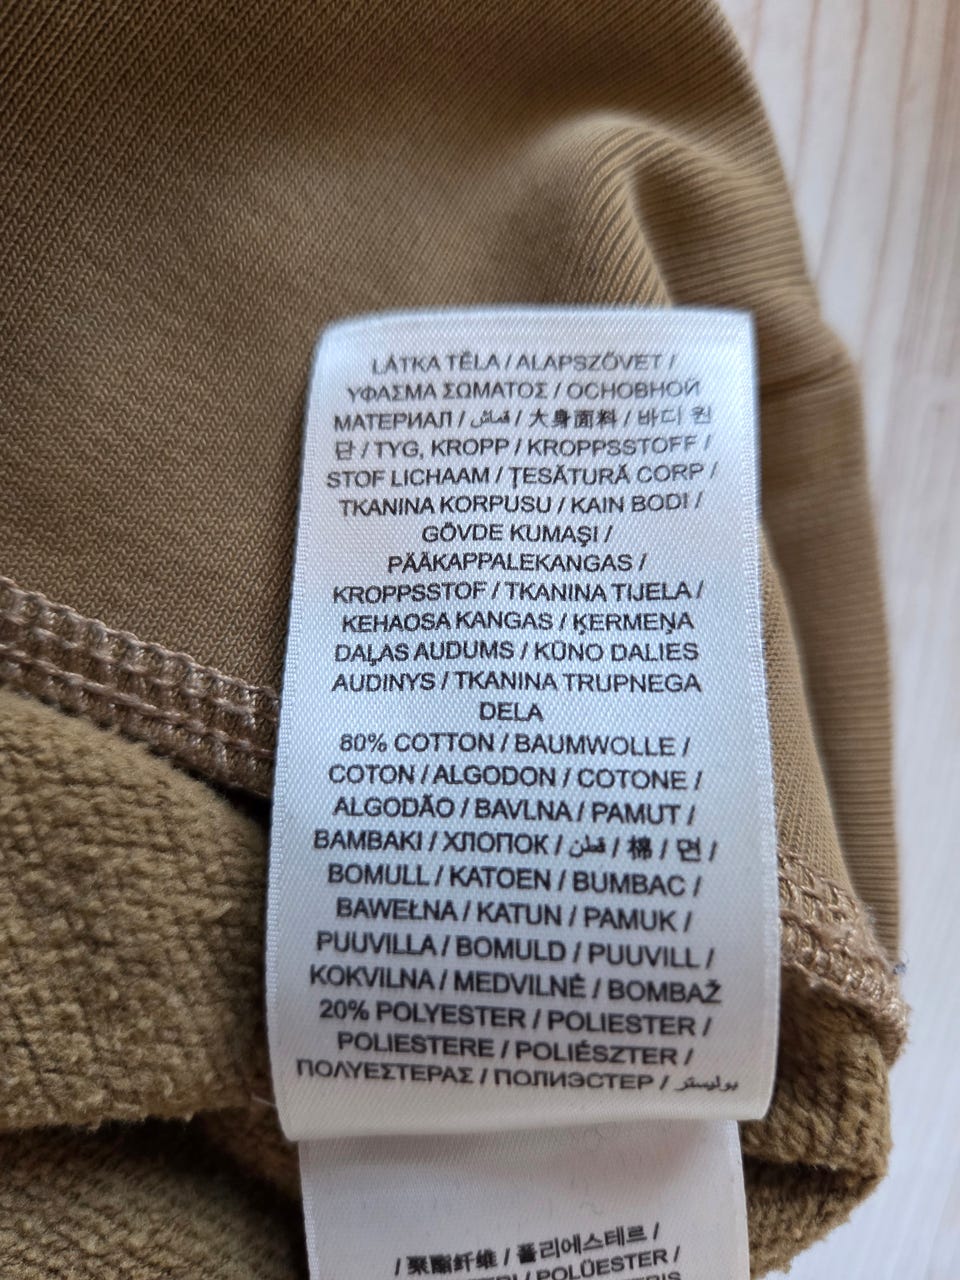 LÁTKA TĚLA / ALAPSZÖVET /
ΥΦΑΣΜΑ ΣΩΜΑΤΟΣ / ОСНОВНОЙ
МАТЕРИАЛ / قماش / 大身面料 / 바디 원
단 / TYG, KROPP / KROPPSSTOFF /
STOF LICHAAM / ȚESĂTURĂ CORP /
TKANINA KORPUSU / KAIN BODI /
GÖVDE KUMAŞI /
PÄÄKAPPALEKANGAS /
KROPPSSTOF / TKANINA TIJELA /
KEHAOSA KANGAS / ĶERMEŅA
DAĻAS AUDUMS / KŪNO DALIES
AUDINYS / TKANINA TRUPNEGA
DELA
80% COTTON / BAUMWOLLE /
COTON / ALGODON / COTONE /
ALGODÃO / BAVLNA / PAMUT /
ΒΑΜΒΑΚΙ / ХЛОПОК / قطن / 棉 / 면 /
BOMULL / KATOEN / BUMBAC /
BAWEŁNA / KATUN / PAMUK /
PUUVILLA / BOMULD / PUUVILL /
KOKVILNA / MEDVILNĖ / BOMBAŽ
20% POLYESTER / POLIESTER /
POLIESTERE / POLIÉSZTER /
ΠΟΛΥΕΣΤΕΡΑΣ / ПОЛИЭСТЕР / بوليستر
/ 聚酯纤维 / 폴리에스테르 /
/ POLÜESTER /